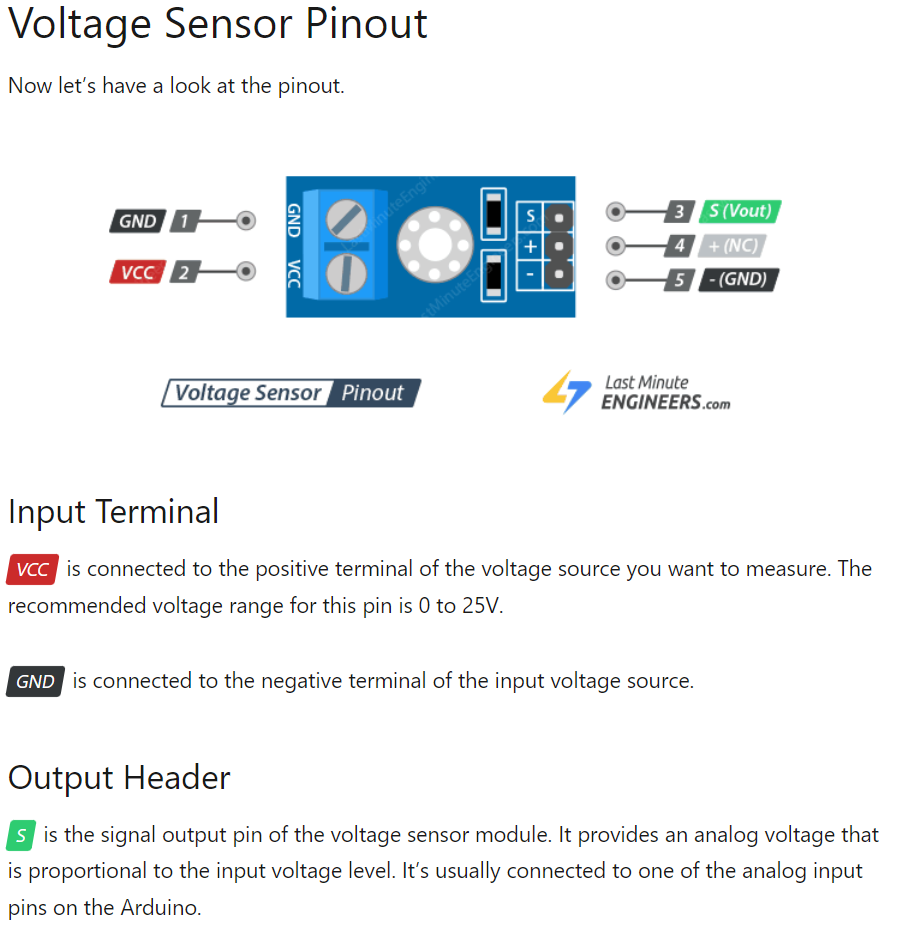 Voltage Sensor Pinout
Now let's have a look at the pinout.
GND 1
VCC 2
GND
VCC
S
+
-
3 S (Vout)
4 + (NC)
5 - (GND)
Voltage Sensor Pinout
Last Minute
ENGINEERS.com
Input Terminal
VCC is connected to the positive terminal of the voltage source you want to measure. The
recommended voltage range for this pin is 0 to 25V.
GND is connected to the negative terminal of the input voltage source.
Output Header
S is the signal output pin of the voltage sensor module. It provides an analog voltage that
is proportional to the input voltage level. It's usually connected to one of the analog input
pins on the Arduino.